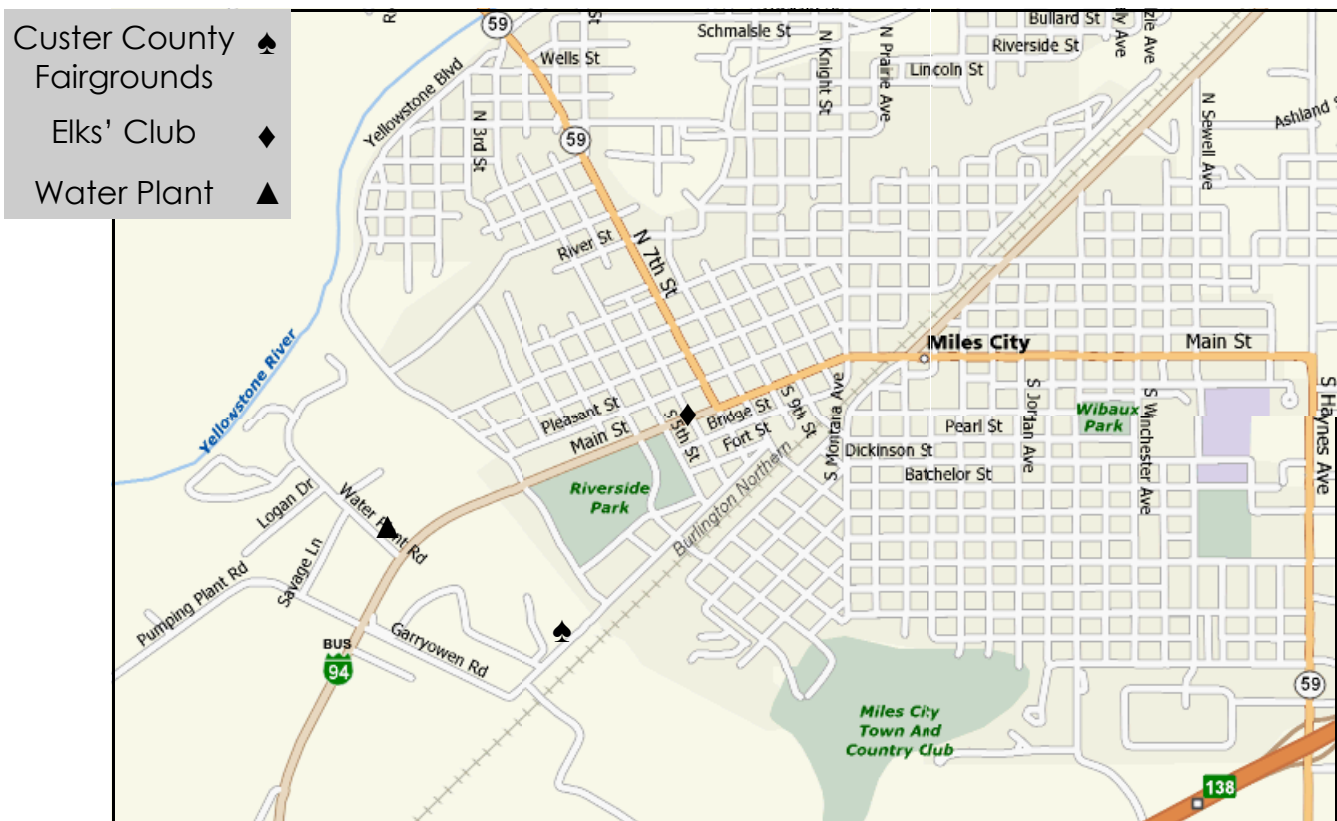 Custer County ♠
Fairgrounds
Elks' Club ♦
Water Plant ▲
59
St
Schmalsle St
Bullard St
Riverside St
Lincoln St
Wells St
N Knight St
N Prairie Ave
Yellowstone Blvd
N 3rd St
59
N Sewell Ave
Ashland
River St
N 7th St
Yellowstone River
Miles City
Main St
Pleasant St
Main St
S 5th St
Bridge St
Fort St
S 9th St
S Montana Ave
S Jordan Ave
Wibaux
Park
S Winchester Ave
S Haynes Ave
Pearl St
Dickinson St
Batchelor St
Riverside
Park
Burlington Northern
Logan Dr
Water Plant Rd
Savage Ln
Pumping Plant Rd
Garryowen Rd
BUS
94
Miles City
Town And
Country Club
59
138